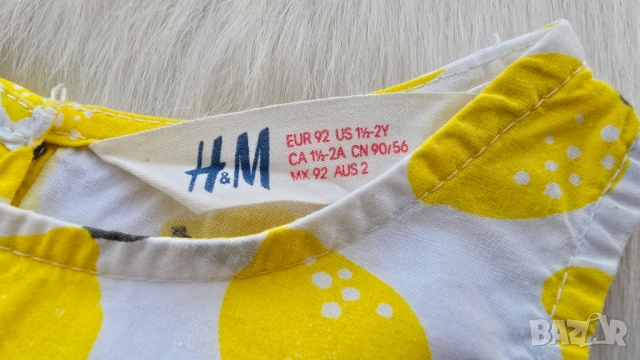 H&M
EUR 92 US 1½-2Y
CA 1½-2A CN 90/56
MX 92 AUS 2
BAZAR